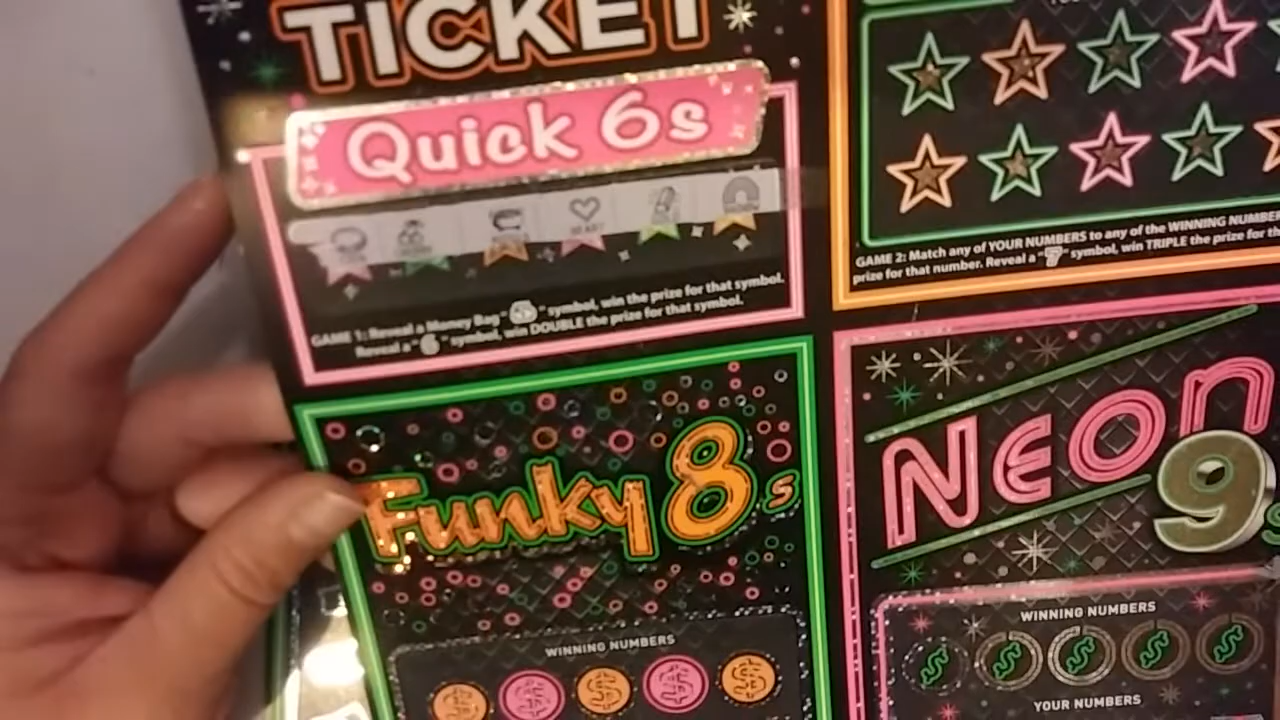 TICKET
Quick 6s
HEART
GAME 1: Reveal a Money Bag " " symbol, win the prize for that symbol.
Reveal a "6" symbol, win DOUBLE the prize for that symbol.
GAME 2: Match any of YOUR NUMBERS to any of the WINNING NUMBER
prize for that number. Reveal a "7" symbol, win TRIPLE the prize for th
Funky 8s
WINNING NUMBERS
Neon
9s
WINNING NUMBERS
YOUR NUMBERS